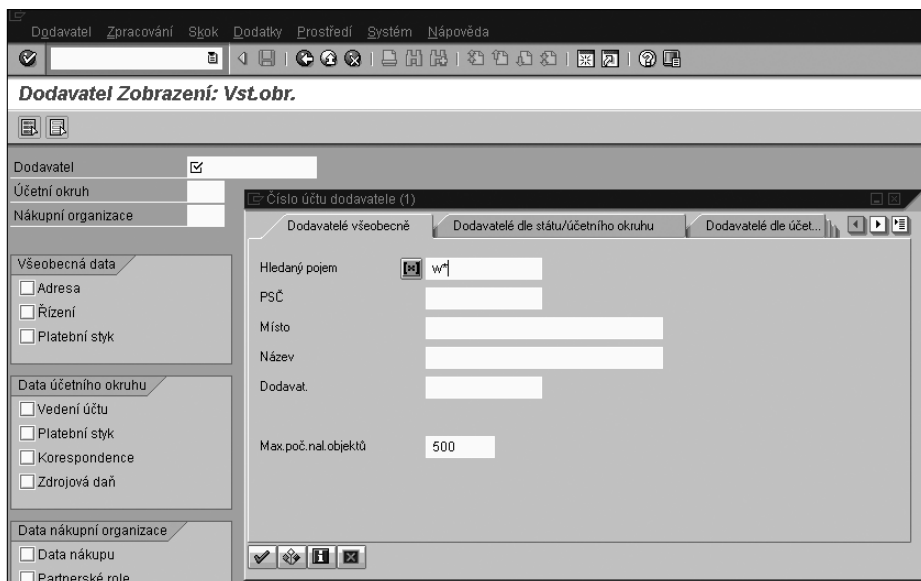 Dodavatel Zpracování Skok Dodatky Prostředí Systém Nápověda
Dodavatel Zobrazení: Vst.obr.
Dodavatel
Účetní okruh
Nákupní organizace
Číslo účtu dodavatele (1)
Dodavatelé všeobecně Dodavatelé dle státu/účetního okruhu Dodavatelé dle účet...
Všeobecná data
Adresa
Řízení
Platební styk
Hledaný pojem w*
PSČ
Místo
Název
Dodavat.
Max.poč.nal.objektů 500
Data účetního okruhu
Vedení účtu
Platební styk
Korespondence
Zdrojová daň
Data nákupní organizace
Data nákupu
Partnerské role